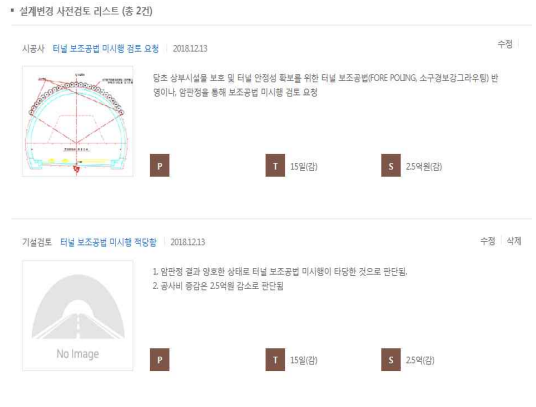 설계변경 사전검토 리스트 (총 2건)
시공사 터널 보조공법 미시행 검토 요청 2018.12.13 수정
당초 상부시설물 보호 및 터널 안정성 확보를 위한 터널 보조공법(FORE POLING, 소구경보강그라우팅) 반
영이나, 암판정을 통해 보조공법 미시행 검토 요청
P T 15일(감) S 2.5억원(감)
기설검토 터널 보조공법 미시행 적당함 2018.12.13 수정 삭제
1. 암판정 결과 양호한 상태로 터널 보조공법 미시행이 타당한 것으로 판단됨.
2. 공사비 증감은 2.5억원 감소로 판단됨
No Image
P T 15일(감) S 2.5억(감)